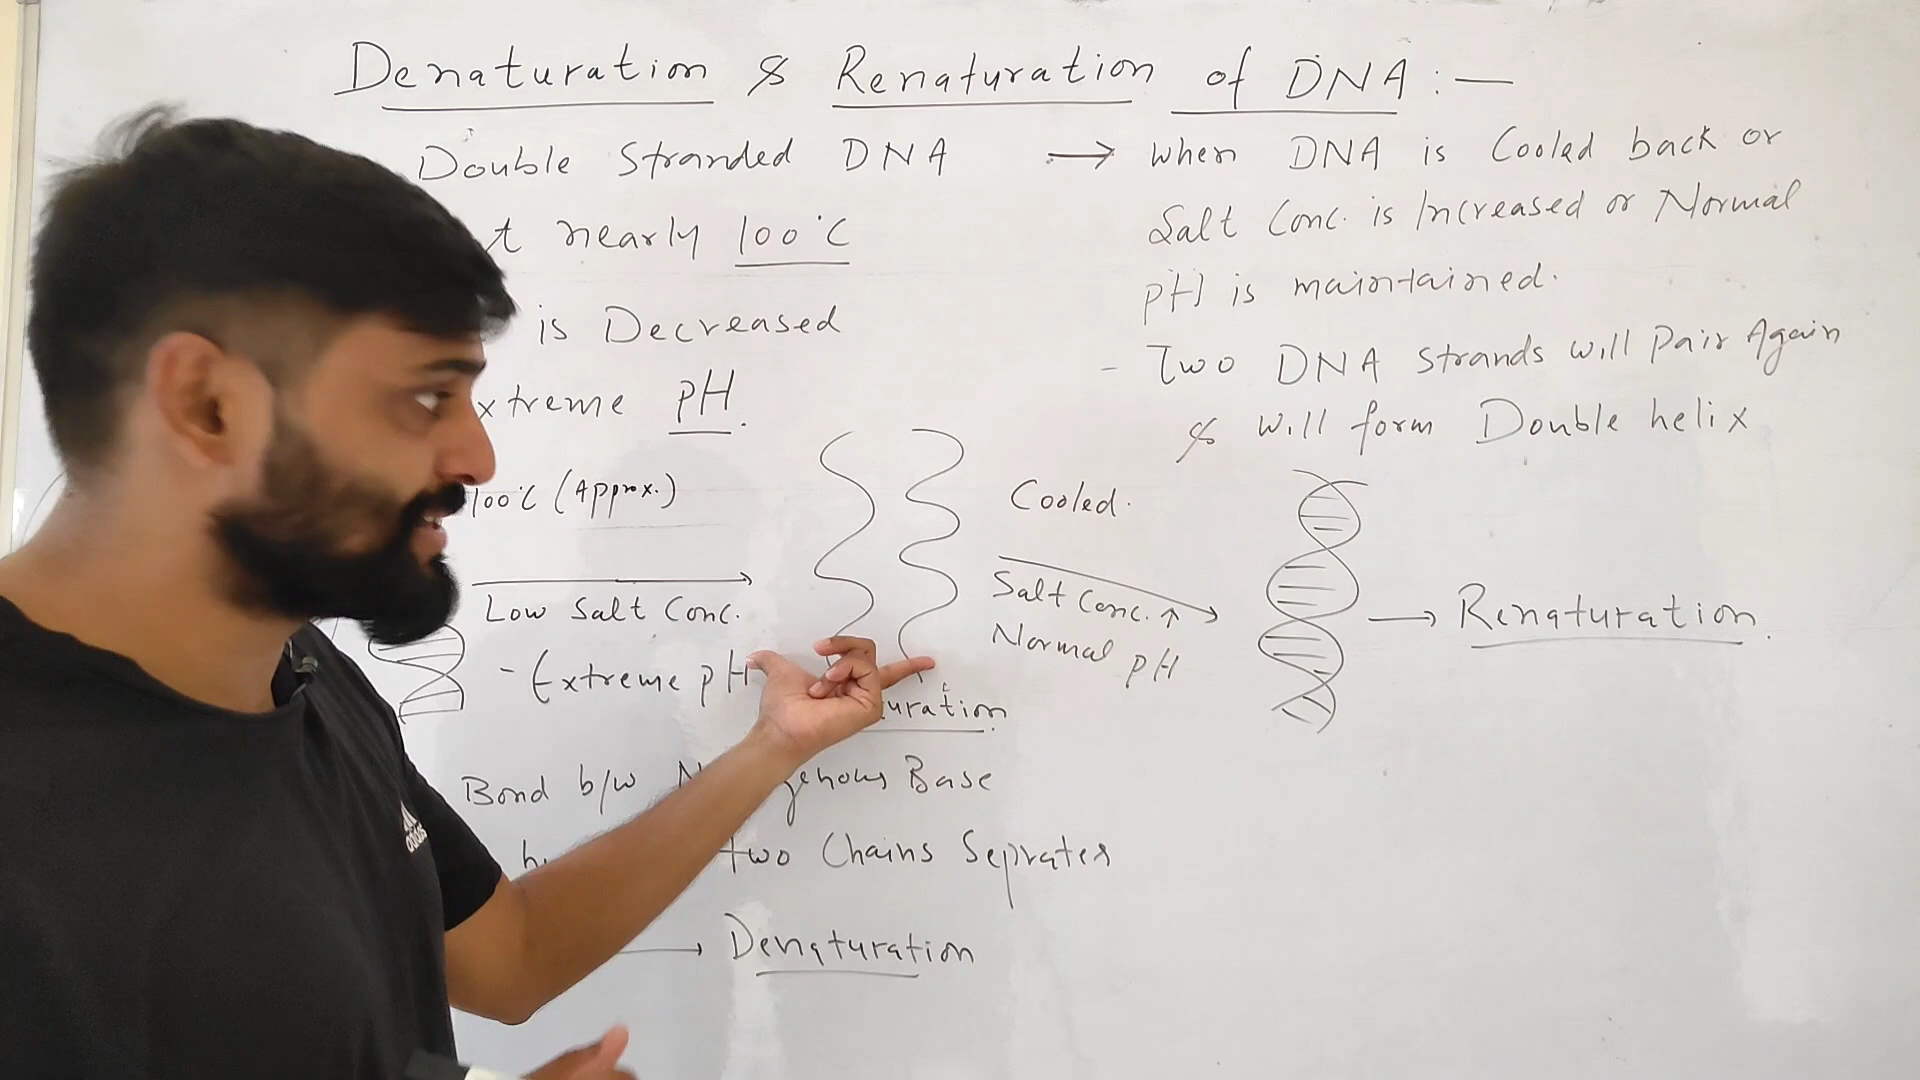 Denaturation & Renaturation of DNA :—
Double Stranded DNA
nearly 100°C
is Decreased
xtreme pH.
100°C (Approx.)
Low Salt Conc.
- Extreme pH
uration
Bond b/w N genous Base
two Chains Seprates
→ Denaturation
→ When DNA is Cooled back or
Salt Conc. is Increased or Normal
pH is maintained.
- Two DNA Strands will Pair Again
& will form Double helix
Cooled.
Salt Conc. ↑
Normal pH
→ Renaturation.
adidas